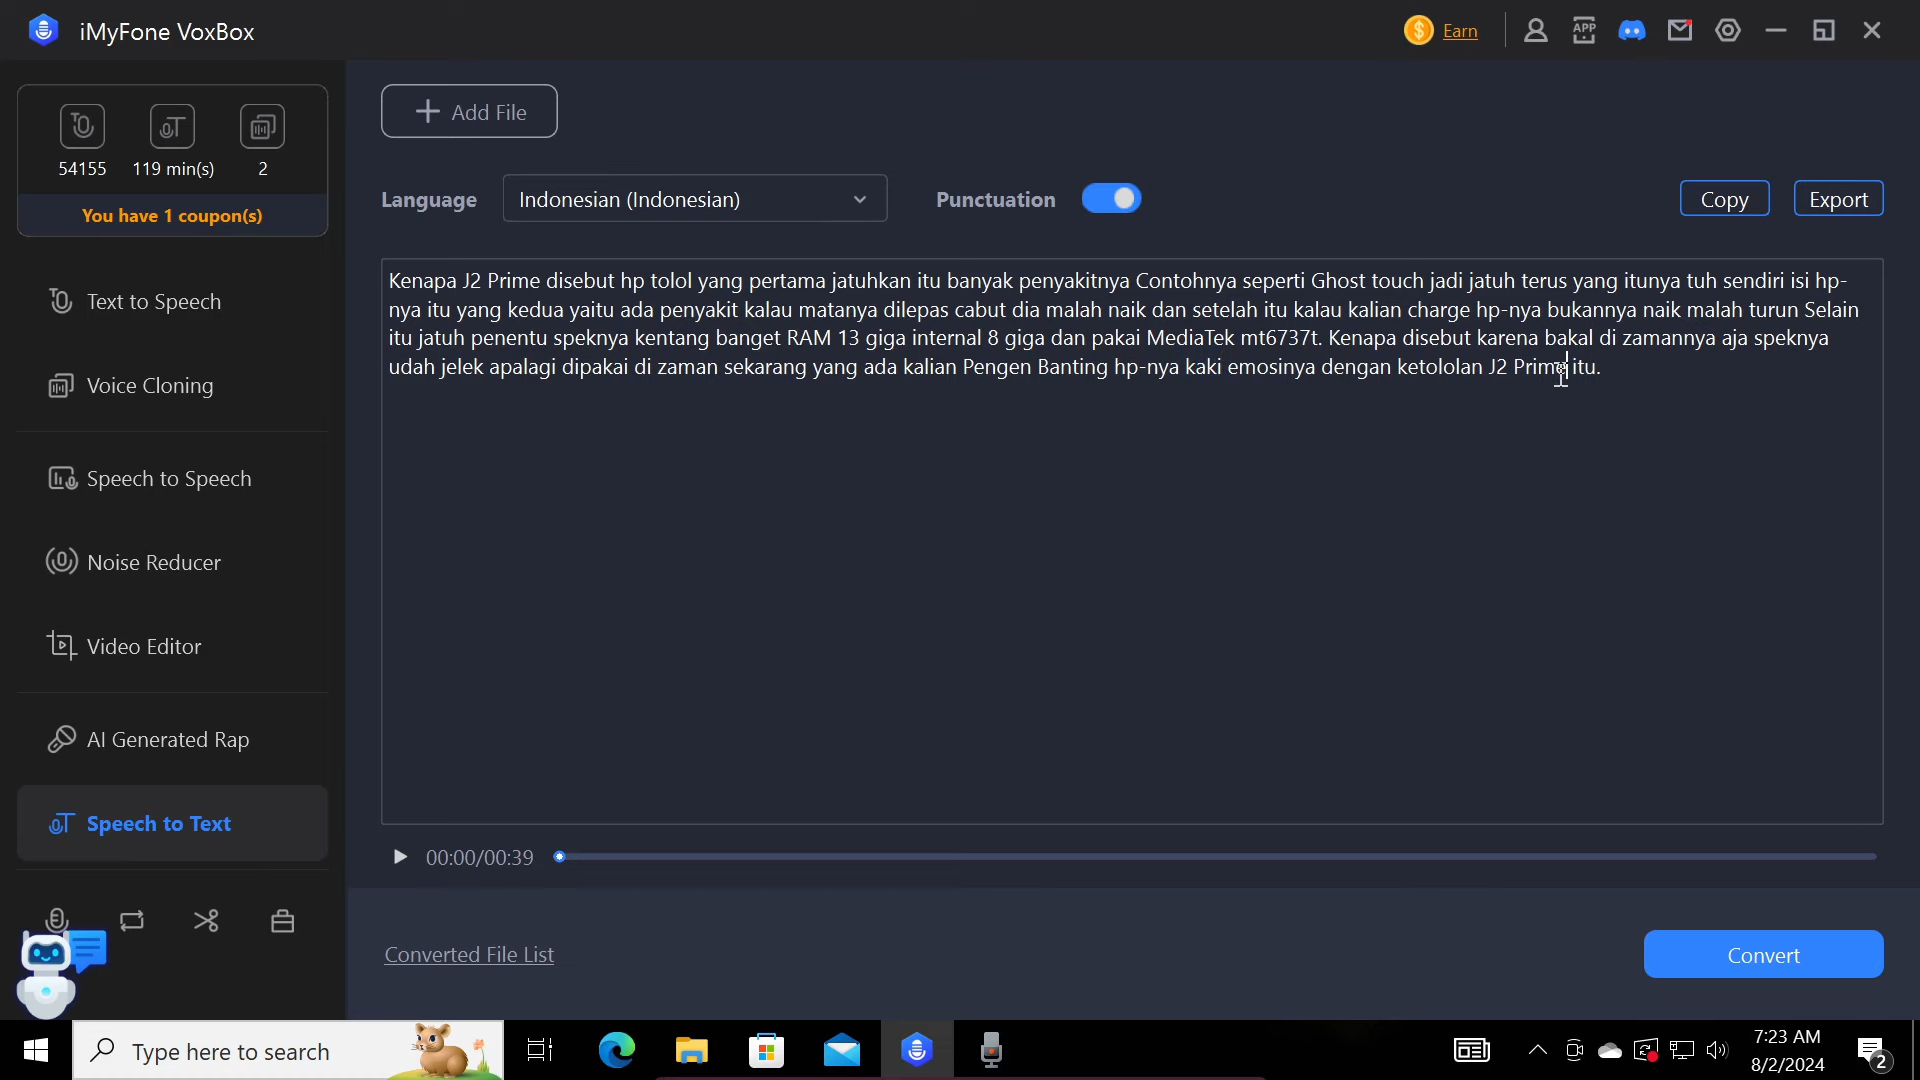 iMyFone VoxBox
$ Earn
APP
54155 119 min(s) 2
You have 1 coupon(s)
Text to Speech
Voice Cloning
Speech to Speech
Noise Reducer
Video Editor
AI Generated Rap
Speech to Text
Add File
Language Indonesian (Indonesian) Punctuation Copy Export
Kenapa J2 Prime disebut hp tolol yang pertama jatuhkan itu banyak penyakitnya Contohnya seperti Ghost touch jadi jatuh terus yang itunya tuh sendiri isi hp-
nya itu yang kedua yaitu ada penyakit kalau matanya dilepas cabut dia malah naik dan setelah itu kalau kalian charge hp-nya bukannya naik malah turun Selain
itu jatuh penentu speknya kentang banget RAM 13 giga internal 8 giga dan pakai MediaTek mt6737t. Kenapa disebut karena bakal di zamannya aja speknya
udah jelek apalagi dipakai di zaman sekarang yang ada kalian Pengen Banting hp-nya kaki emosinya dengan ketololan J2 Prime itu.
00:00/00:39
Converted File List
Convert
Type here to search
7:23 AM
8/2/2024
2